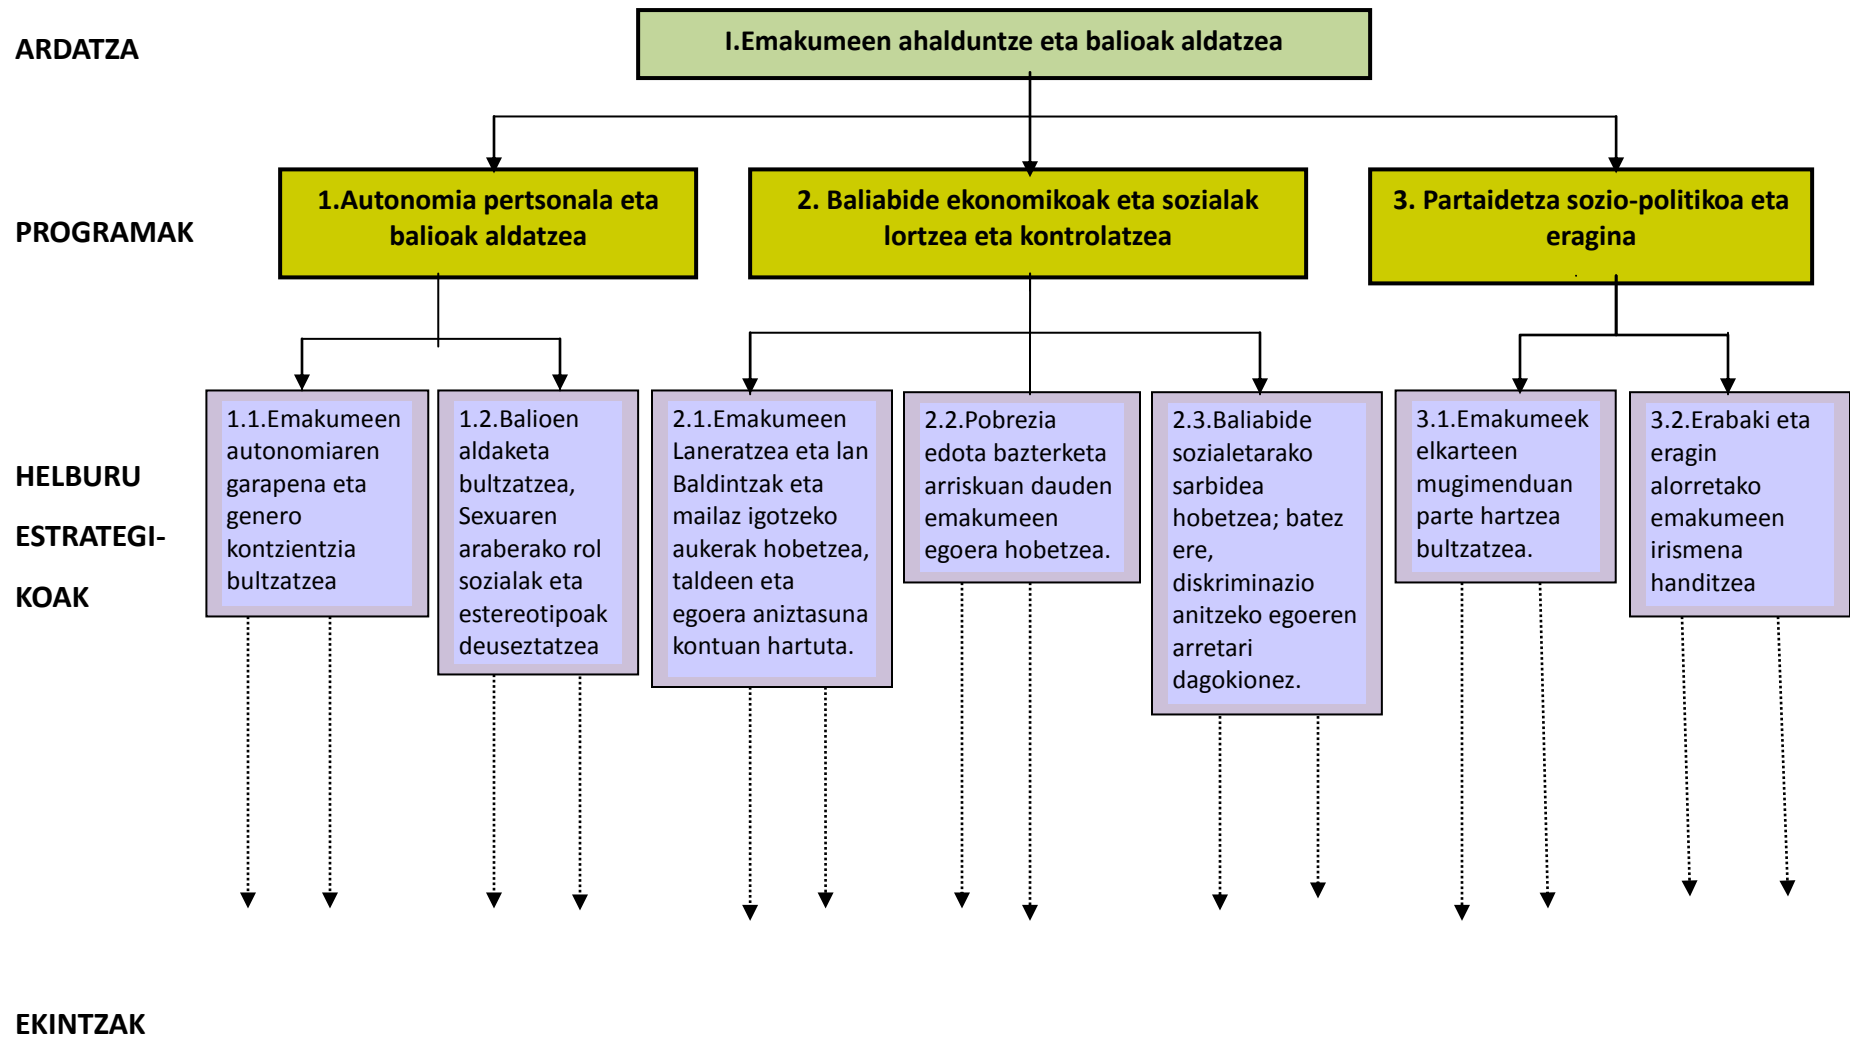 ARDATZA
I.Emakumeen ahalduntze eta balioak aldatzea
PROGRAMAK
1.Autonomia pertsonala eta
balioak aldatzea
2. Baliabide ekonomikoak eta sozialak
lortzea eta kontrolatzea
3. Partaidetza sozio-politikoa eta
eragina
HELBURU
ESTRATEGI-
KOAK
1.1.Emakumeen
autonomiaren
garapena eta
genero
kontzientzia
bultzatzea
1.2.Balioen
aldaketa
bultzatzea,
Sexuaren
araberako rol
sozialak eta
estereotipoak
deuseztatzea
2.1.Emakumeen
Laneratzea eta lan
Baldintzak eta
mailaz igotzeko
aukerak hobetzea,
taldeen eta
egoera aniztasuna
kontuan hartuta.
2.2.Pobrezia
edota bazterketa
arriskuan dauden
emakumeen
egoera hobetzea.
2.3.Baliabide
sozialetarako
sarbidea
hobetzea; batez
ere,
diskriminazio
anitzeko egoeren
arretari
dagokionez.
3.1.Emakumeek
elkarteen
mugimenduan
parte hartzea
bultzatzea.
3.2.Erabaki eta
eragin
alorretako
emakumeen
irismena
handitzea
EKINTZAK